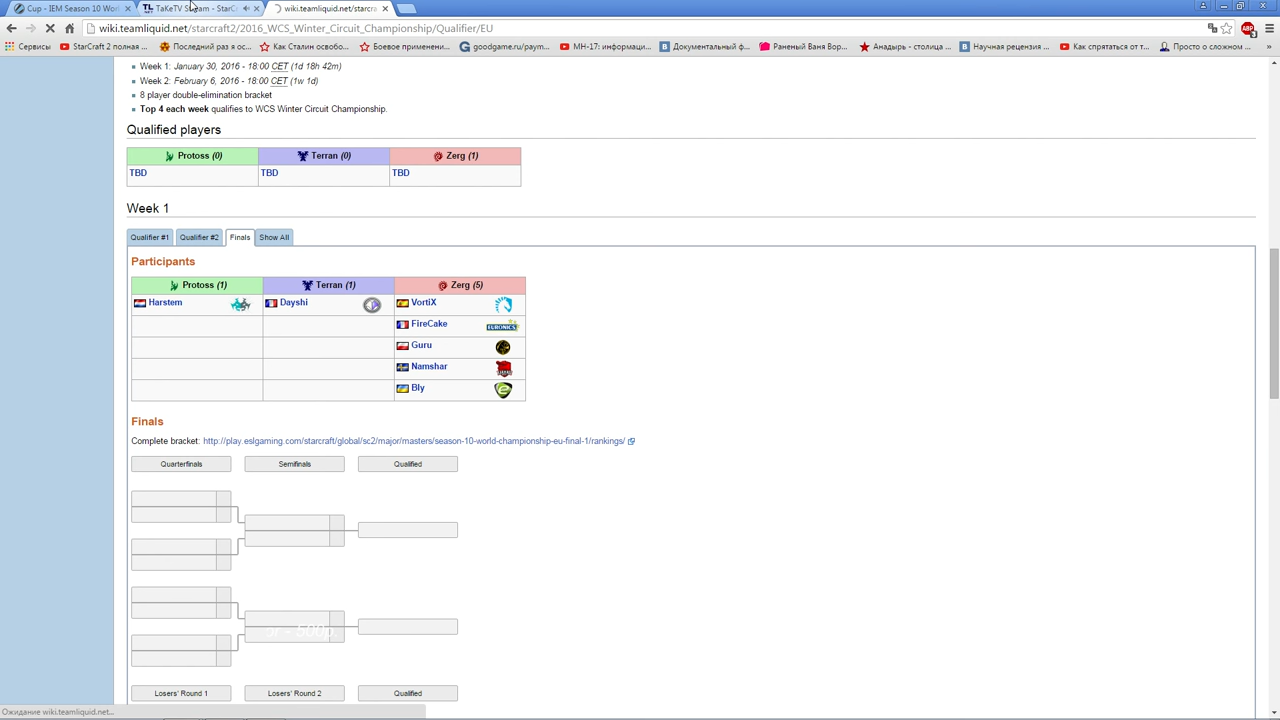 Cup - IEM Season 10 Worl
TaKeTV Stream - StarCr
wiki.teamliquid.net/starcra
wiki.teamliquid.net/starcraft2/2016_WCS_Winter_Circuit_Championship/Qualifier/EU
Сервисы
StarCraft 2 полная ...
Последний раз я ос...
Как Сталин освобо...
Боевое применени...
goodgame.ru/paym...
МН-17: информаци...
Документальный ф...
Раненый Ваня Вор...
Анадырь - столица ...
Научная рецензия ...
Как спрятаться от т...
Просто о сложном ...
Week 1: January 30, 2016 - 18:00 CET (1d 18h 42m)
Week 2: February 6, 2016 - 18:00 CET (1w 1d)
8 player double-elimination bracket
Top 4 each week qualifies to WCS Winter Circuit Championship.
Qualified players
Protoss (0) Terran (0) Zerg (1)
TBD TBD TBD
Week 1
Qualifier #1 Qualifier #2 Finals Show All
Participants
Protoss (1) Terran (1) Zerg (5)
Harstem Dayshi VortiX
FireCake EURONICS
Guru
Namshar
Bly
Finals
Complete bracket: http://play.eslgaming.com/starcraft/global/sc2/major/masters/season-10-world-championship-eu-final-1/rankings/
Quarterfinals Semifinals Qualified
Losers' Round 1 Losers' Round 2 Qualified
Ожидание wiki.teamliquid.net...